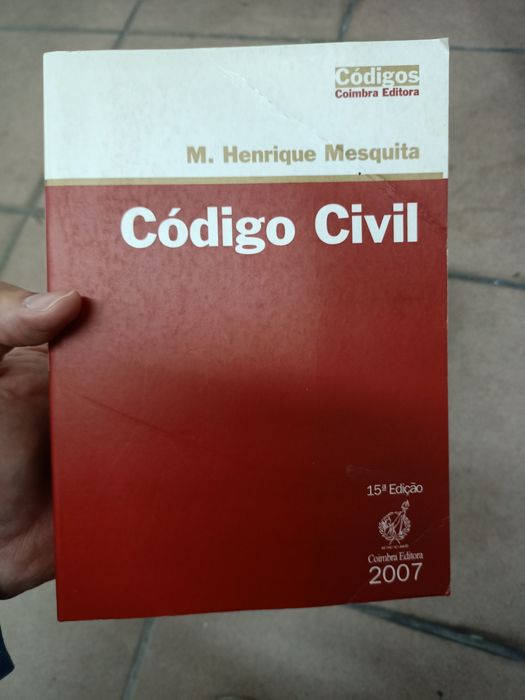 Códigos
Coimbra Editora
M. Henrique Mesquita
Código Civil
15ª Edição
Coimbra Editora
2007